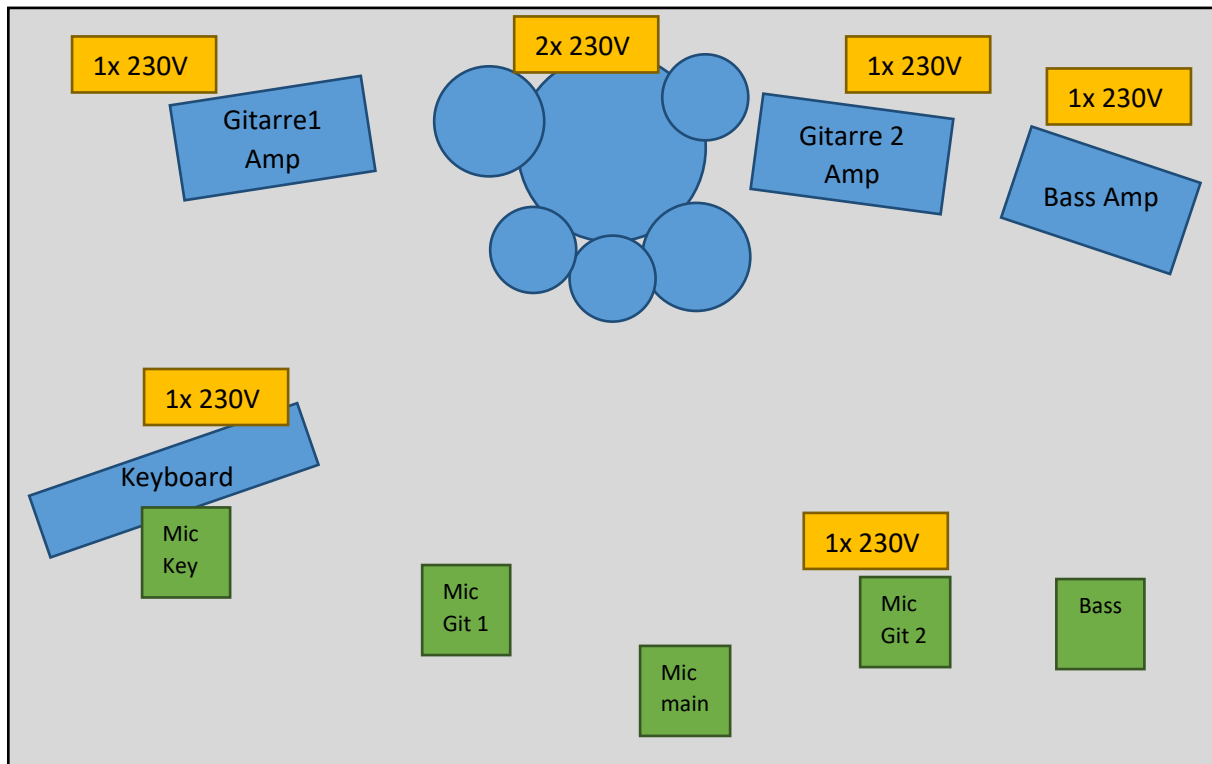 1x 230V
2x 230V
1x 230V
1x 230V
Gitarre1
Amp
Gitarre 2
Amp
Bass Amp
1x 230V
Keyboard
Mic
Key
1x 230V
Mic
Git 1
Mic
Git 2
Bass
Mic
main